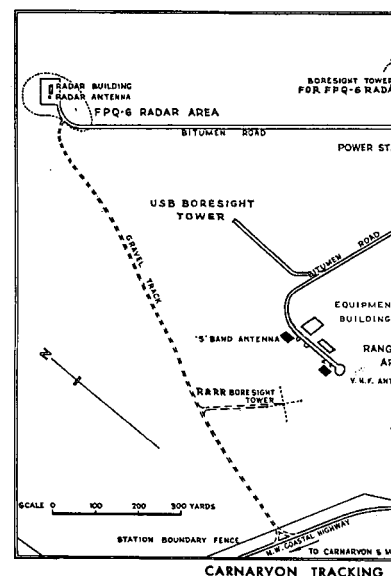 RADAR BUILDING
RADAR ANTENNA
FPQ-6 RADAR AREA
BORESIGHT TOWER
FOR FPQ-6 RADA
BITUMEN ROAD
POWER ST
USB BORESIGHT
TOWER
GRAVEL TRACK
BITUMEN ROAD
EQUIPMEN
BUILDING
'S' BAND ANTENNA
RANG
V.H.F. ANT
RARR BORESIGHT
TOWER
N
SCALE 0 100 200 300 YARDS
STATION BOUNDARY FENCE
N.W. COASTAL HIGHWAY
TO CARNARVON 5 M
CARNARVON TRACKING